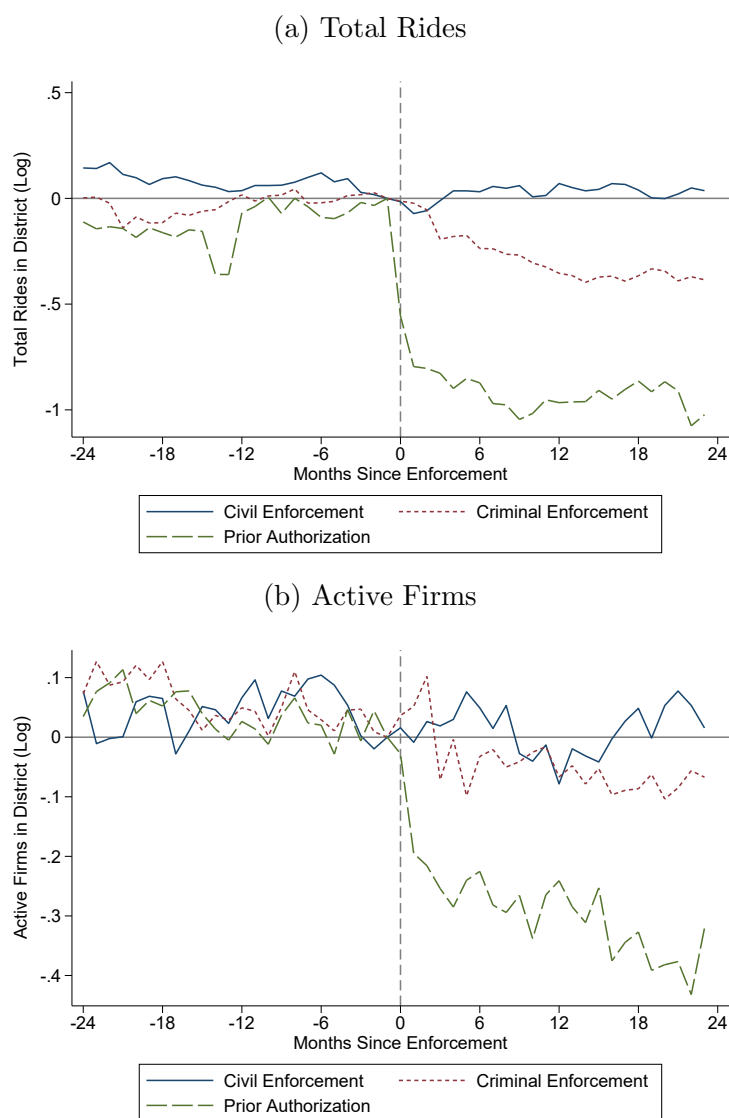 (a) Total Rides
Total Rides in District (Log)
.5
0
-.5
-1
-24 -18 -12 -6 0 6 12 18 24
Months Since Enforcement
Civil Enforcement Criminal Enforcement
Prior Authorization
(b) Active Firms
Active Firms in District (Log)
.1
0
-.1
-.2
-.3
-.4
-24 -18 -12 -6 0 6 12 18 24
Months Since Enforcement
Civil Enforcement Criminal Enforcement
Prior Authorization